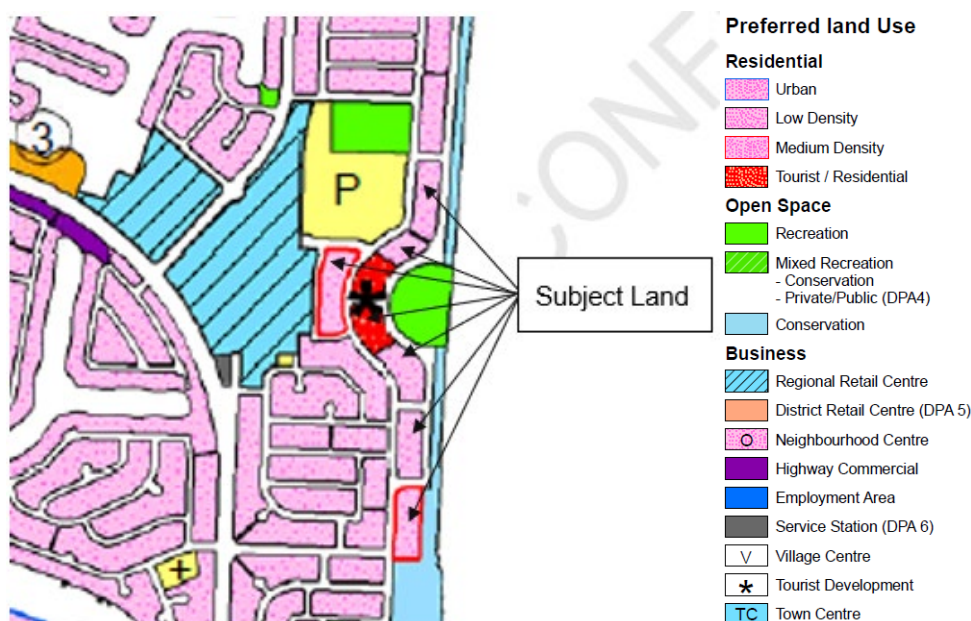 CONF
3
P
Subject Land
+
Preferred land Use
Residential
Urban
Low Density
Medium Density
Tourist / Residential
Open Space
Recreation
Mixed Recreation
- Conservation
- Private/Public (DPA4)
Conservation
Business
Regional Retail Centre
District Retail Centre (DPA 5)
O Neighbourhood Centre
Highway Commercial
Employment Area
Service Station (DPA 6)
V Village Centre
* Tourist Development
TC Town Centre